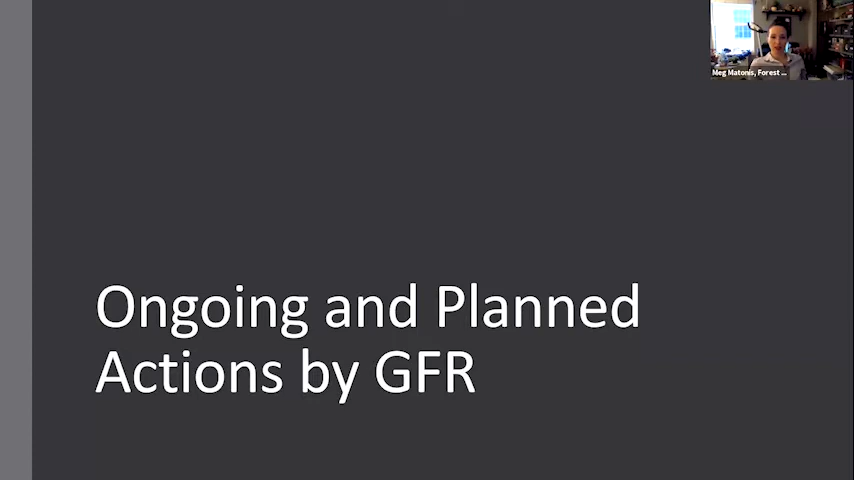 Meg Matonis, Forest ...
Ongoing and Planned
Actions by GFR